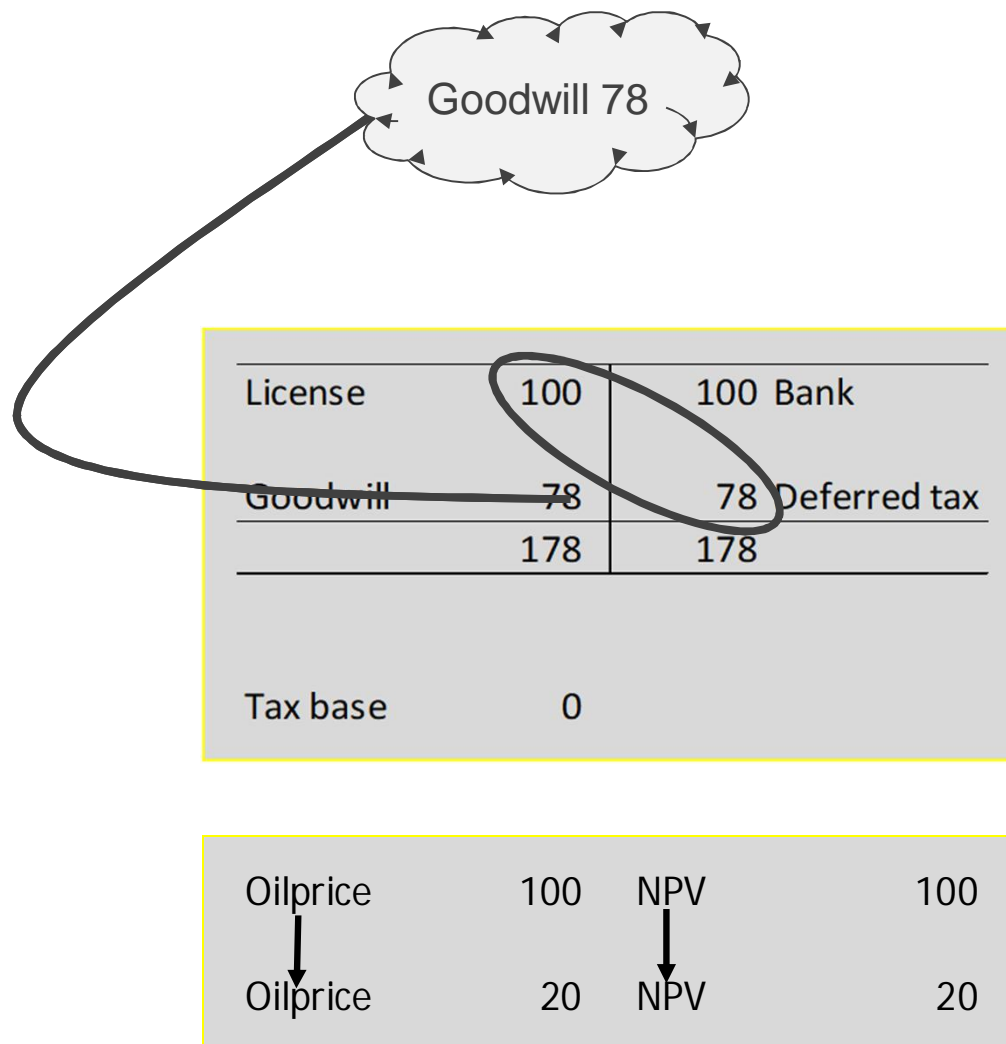 Goodwill 78
License 100 100 Bank
Goodwill 78 78 Deferred tax
178 178
Tax base 0
Oilprice 100 NPV 100
Oilprice 20 NPV 20